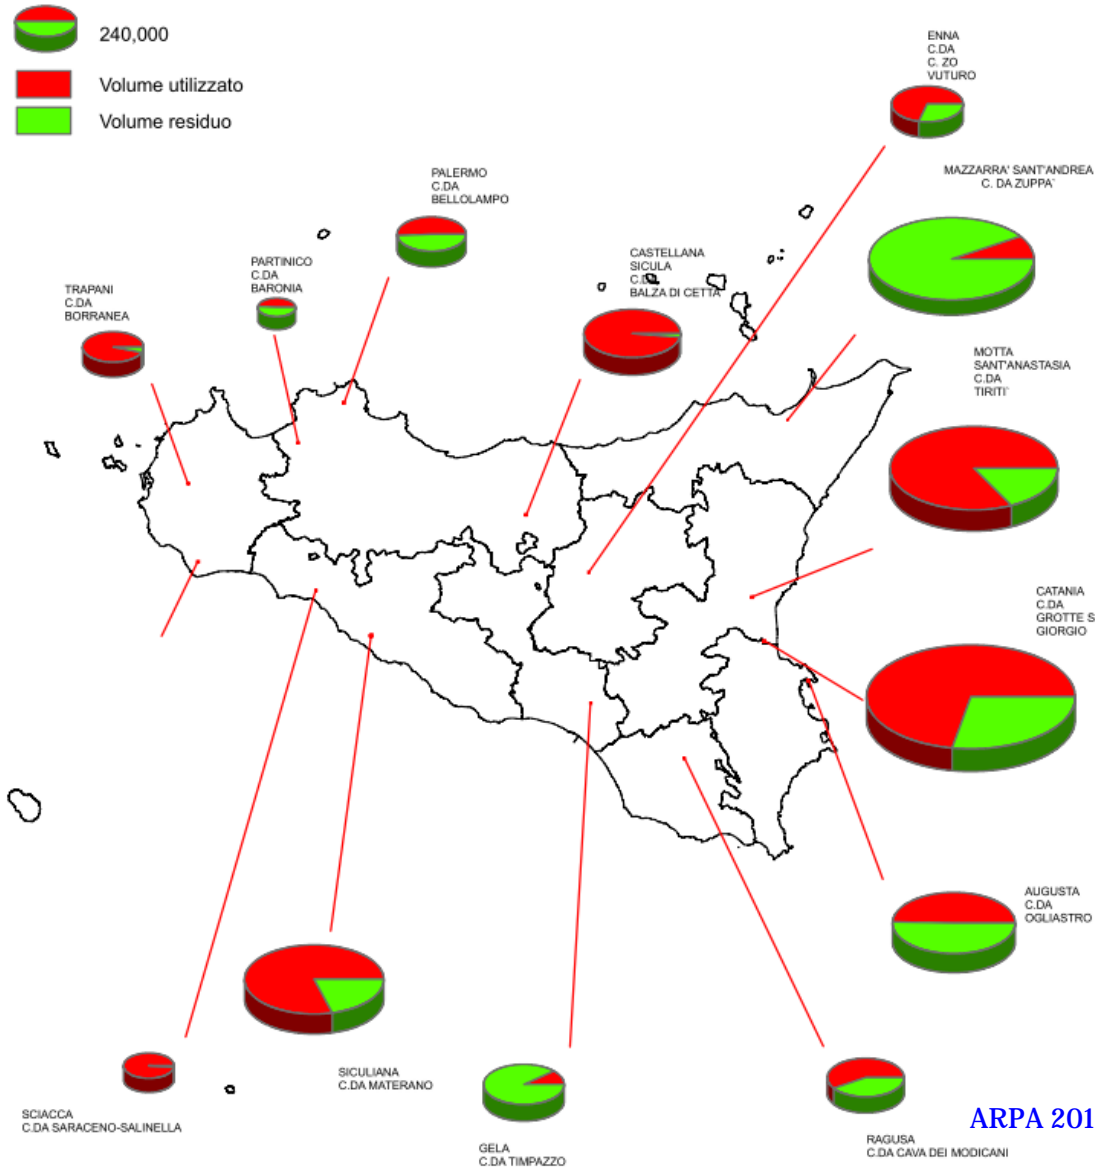 240,000
Volume utilizzato
Volume residuo
ENNA
C.DA
C. ZO
VUTURO
MAZZARRA' SANT'ANDREA
C. DA ZUPPA`
PALERMO
C.DA
BELLOLAMPO
PARTINICO
C.DA
BARONIA
CASTELLANA
SICULA
C.DA
BALZA DI CETTA
TRAPANI
C.DA
BORRANEA
MOTTA
SANT'ANASTASIA
C.DA
TIRITI`
CATANIA
C.DA
GROTTE S
GIORGIO
AUGUSTA
C.DA
OGLIASTRO
SICULIANA
C.DA MATERANO
SCIACCA
C.DA SARACENO-SALINELLA
GELA
C.DA TIMPAZZO
RAGUSA
C.DA CAVA DEI MODICANI
ARPA 201